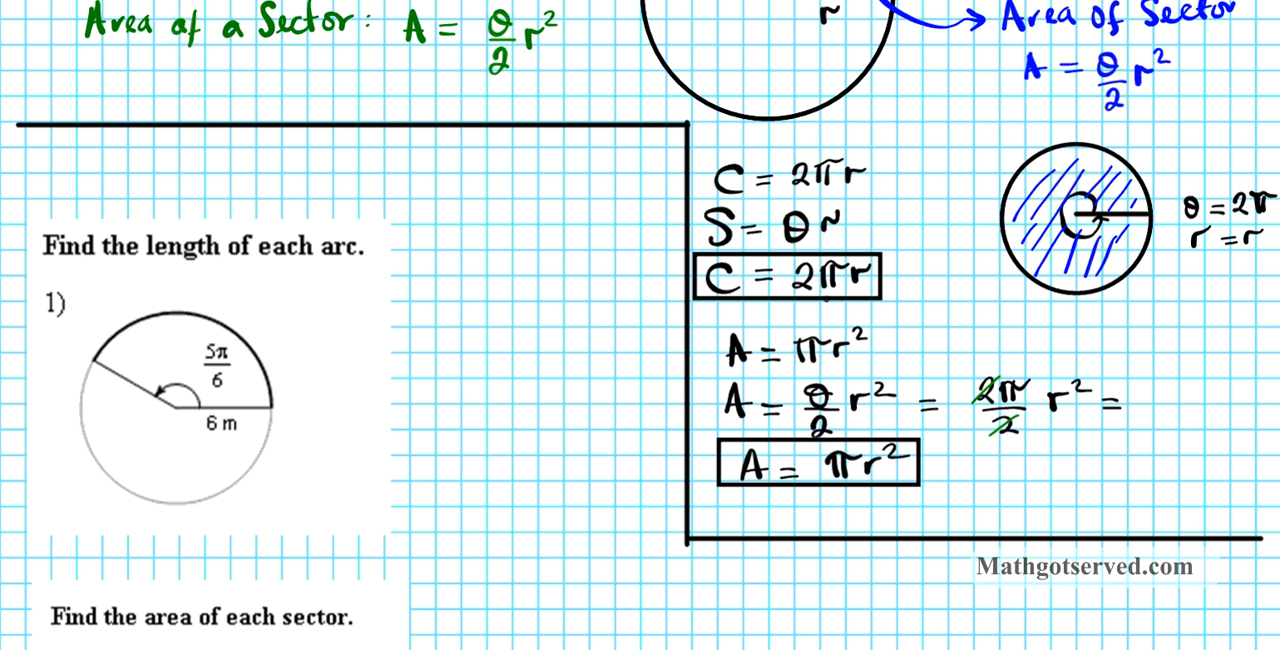 Area of a Sector: A = θ/2 r²
r
Area of Sector
A = θ/2 r²
C = 2πr
S = θr
C = 2πr
θ = 2π
r = r
A = πr²
A = θ/2 r² = 2π/2 r² =
A = πr²
Find the length of each arc.
1)
5π/6
6 m
Find the area of each sector.
Mathgotserved.com